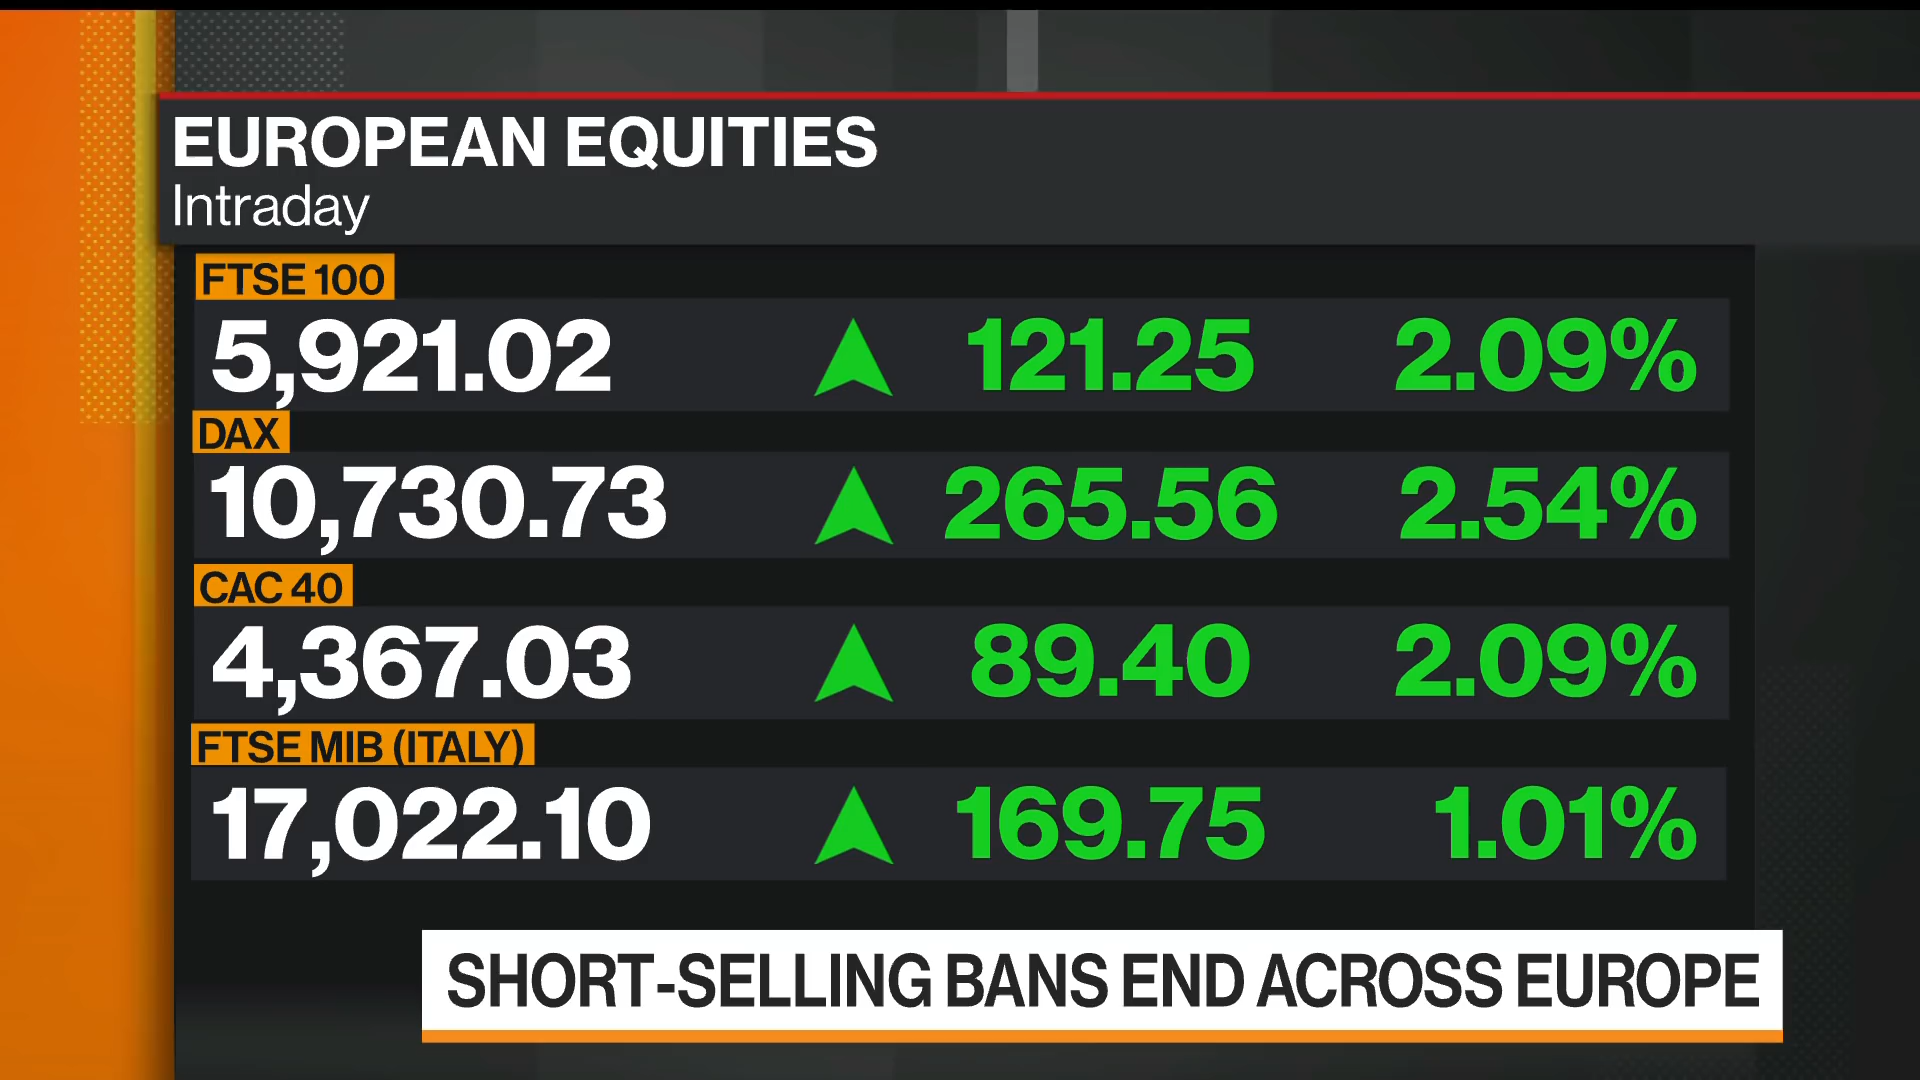 EUROPEAN EQUITIES
Intraday
FTSE 100
5,921.02 121.25 2.09%
DAX
10,730.73 265.56 2.54%
CAC 40
4,367.03 89.40 2.09%
FTSE MIB (ITALY)
17,022.10 169.75 1.01%
SHORT-SELLING BANS END ACROSS EUROPE